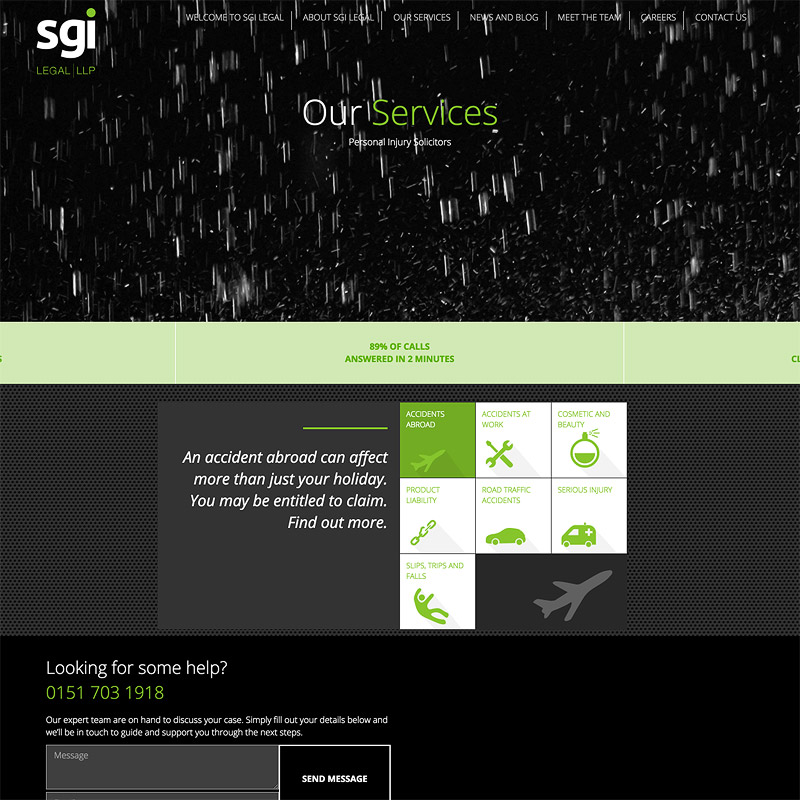 sgi
LEGAL | LLP
WELCOME TO SGI LEGAL | ABOUT SGI LEGAL | OUR SERVICES | NEWS AND BLOG | MEET THE TEAM | CAREERS | CONTACT US
Our Services
Personal Injury Solicitors
S
89% OF CALLS
ANSWERED IN 2 MINUTES
CL
An accident abroad can affect
more than just your holiday.
You may be entitled to claim.
Find out more.
ACCIDENTS
ABROAD
ACCIDENTS AT
WORK
COSMETIC AND
BEAUTY
PRODUCT
LIABILITY
ROAD TRAFFIC
ACCIDENTS
SERIOUS INJURY
SLIPS, TRIPS AND
FALLS
Looking for some help?
0151 703 1918
Our expert team are on hand to discuss your case. Simply fill out your details below and
we'll be in touch to guide and support you through the next steps.
Message
SEND MESSAGE